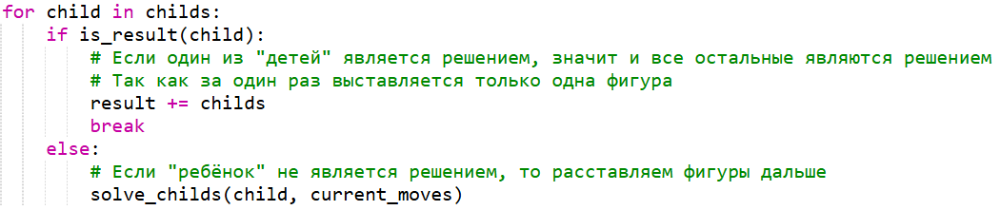 for child in childs:
    if is_result(child):
        # Если один из "детей" является решением, значит и все остальные являются решением
        # Так как за один раз выставляется только одна фигура
        result += childs
        break
    else:
        # Если "ребёнок" не является решением, то расставляем фигуры дальше
        solve_childs(child, current_moves)